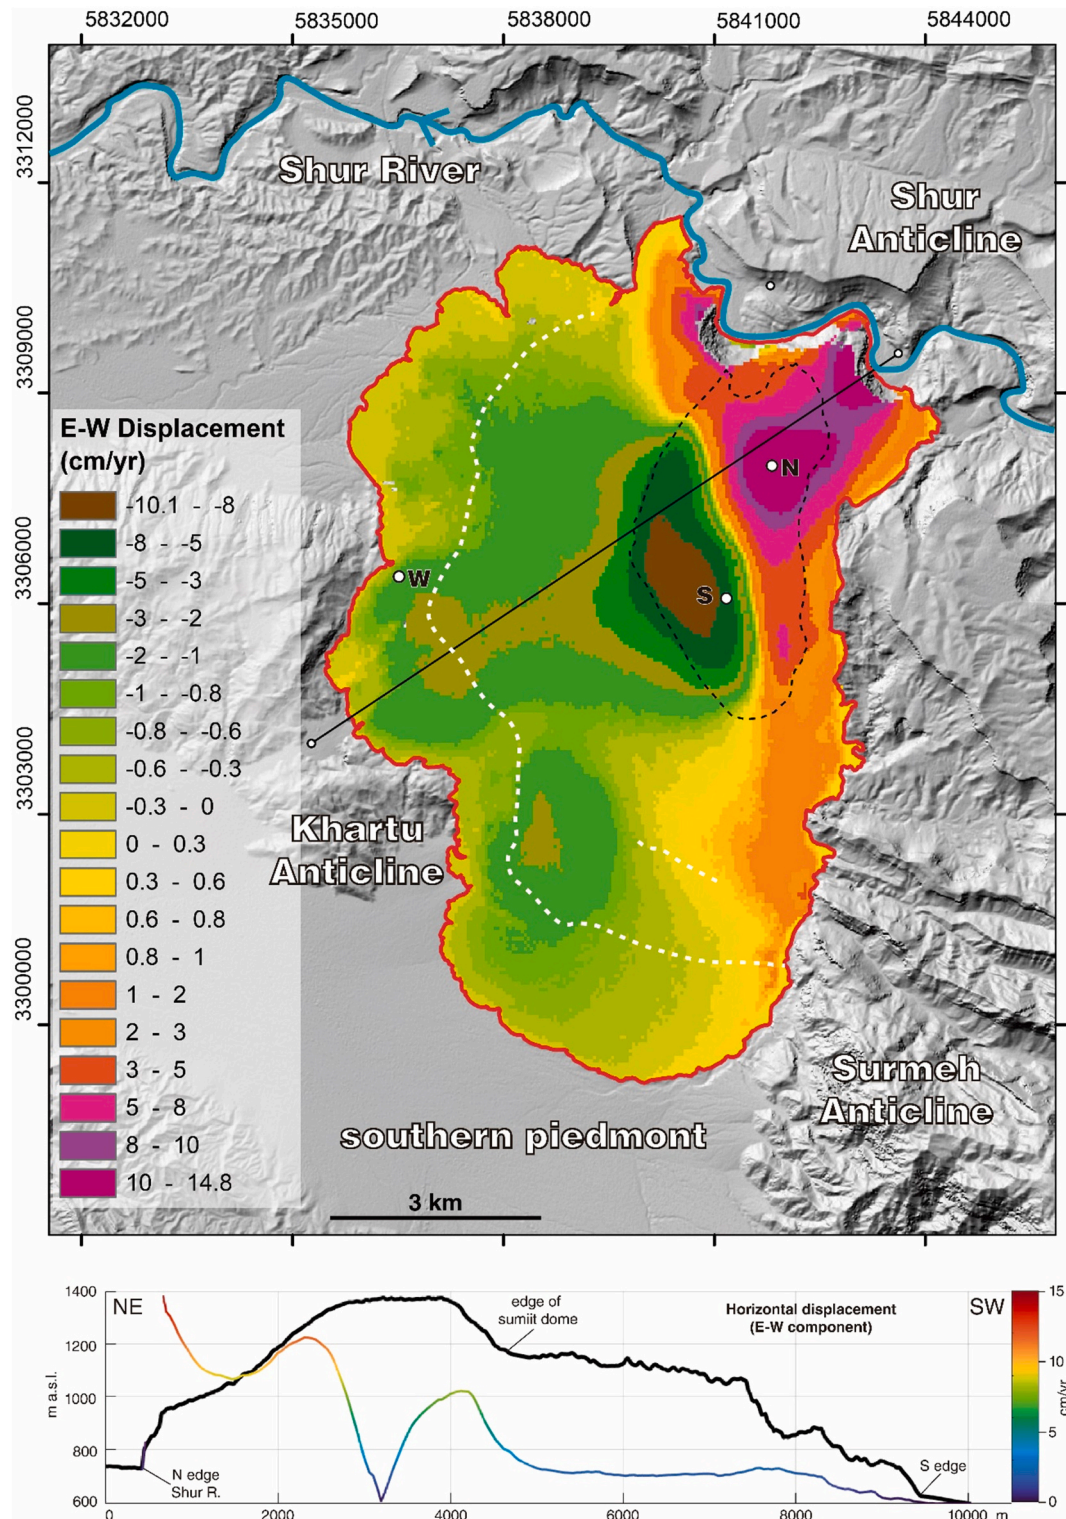 5832000 5835000 5838000 5841000 5844000
3312000
3309000
3306000
3303000
3300000
Shur River
Shur
Anticline
E-W Displacement
(cm/yr)
-10.1 - -8
-8 - -5
-5 - -3
-3 - -2
-2 - -1
-1 - -0.8
-0.8 - -0.6
-0.6 - -0.3
-0.3 - 0
0 - 0.3
0.3 - 0.6
0.6 - 0.8
0.8 - 1
1 - 2
2 - 3
3 - 5
5 - 8
8 - 10
10 - 14.8
N
W
S
Khartu
Anticline
Surmeh
Anticline
southern piedmont
3 km
1400
1200
1000
800
600
m a.s.l.
NE
edge of
sumiit dome
Horizontal displacement
(E-W component)
SW
N edge
Shur R.
S edge
15
10
5
0
cm/yr
0 2000 4000 6000 8000 10000 m